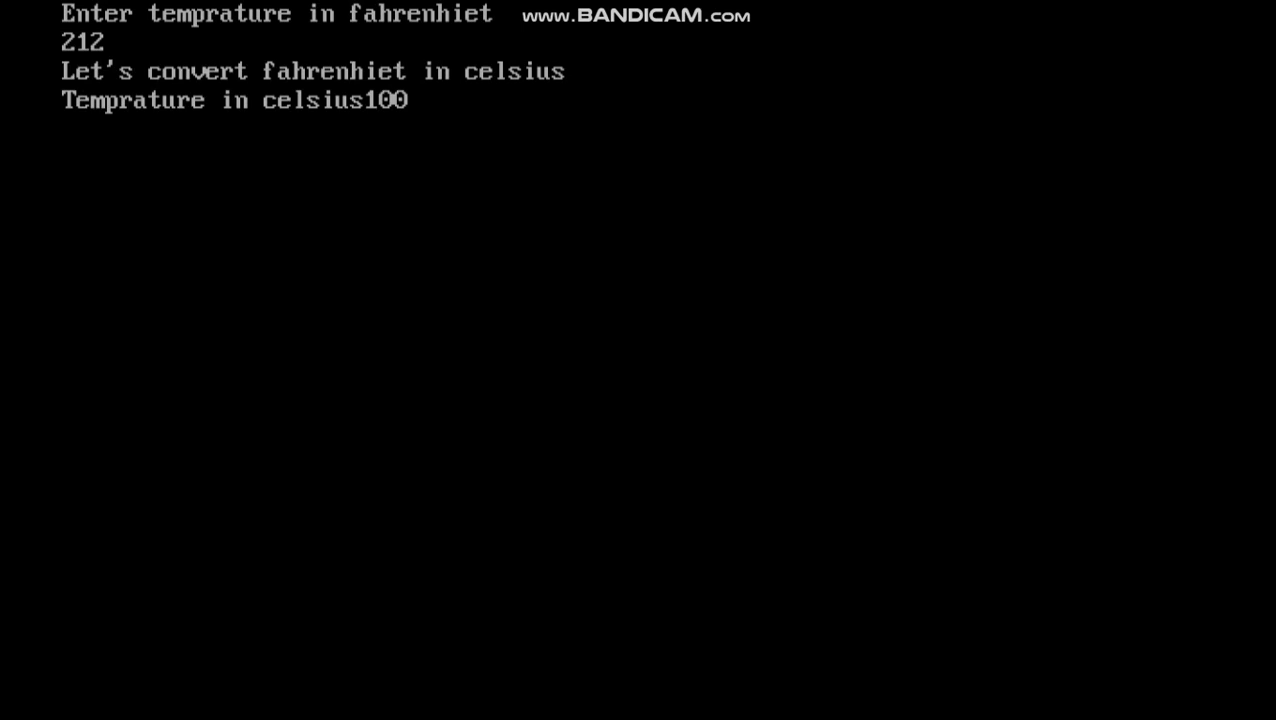 Enter temprature in fahrenhiet www.BANDICAM.com
212
Let's convert fahrenhiet in celsius
Temprature in celsius100